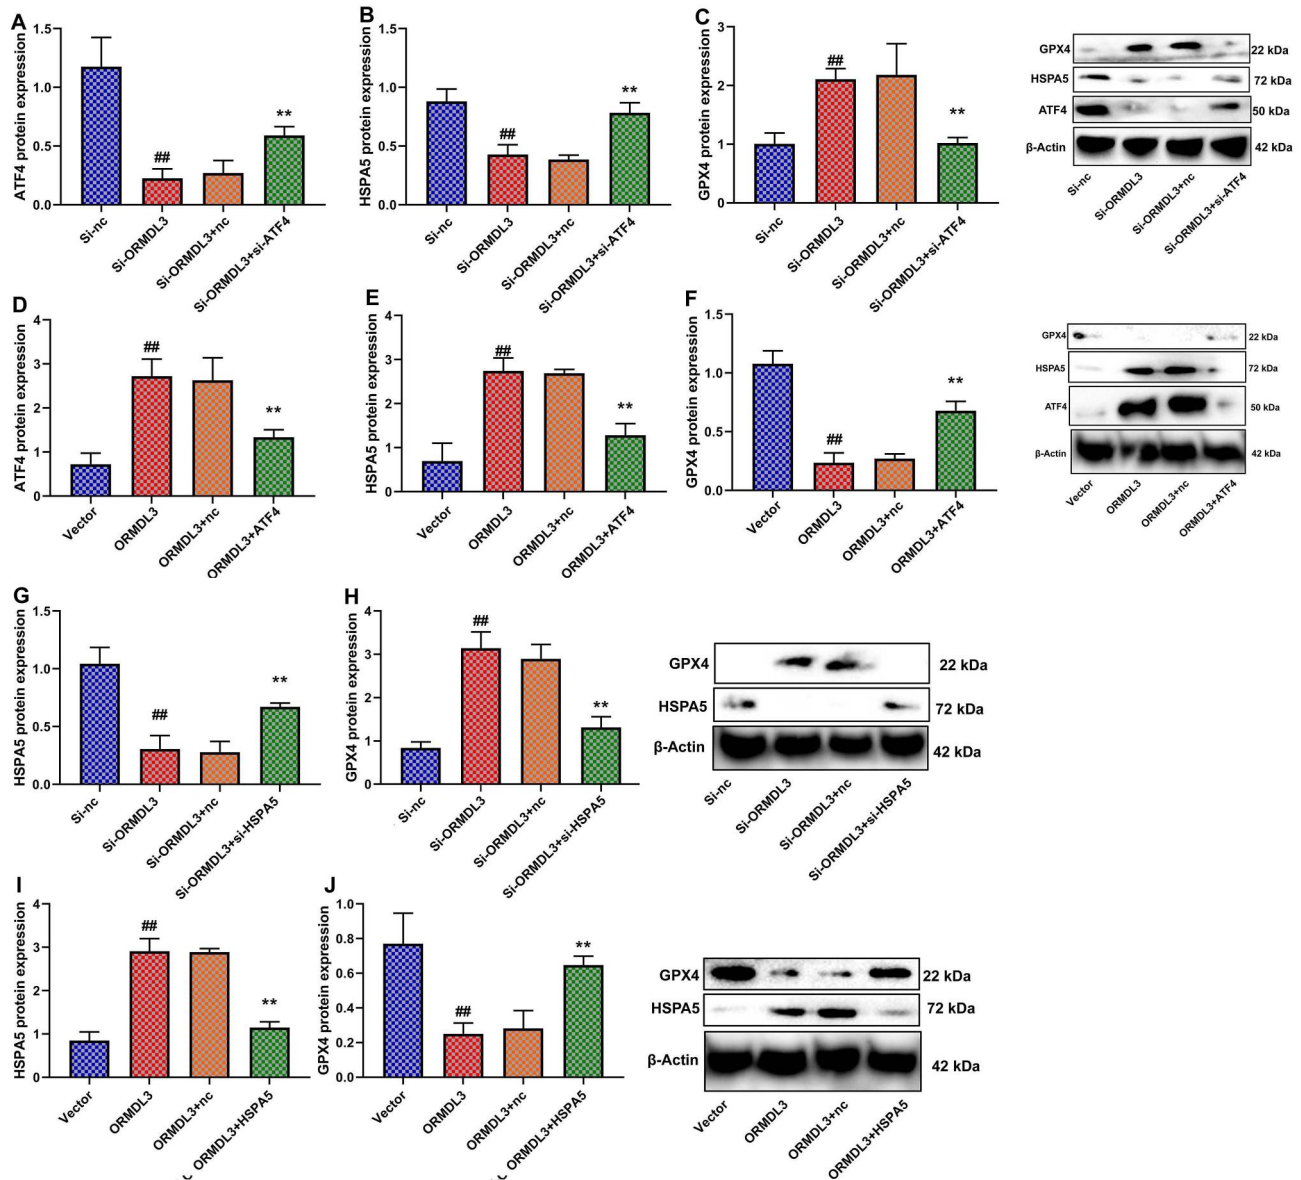 A
ATF4 protein expression
1.5
1.0
0.5
0.0
##
**
Si-nc
Si-ORMDL3
Si-ORMDL3+nc
Si-ORMDL3+si-ATF4
B
HSPA5 protein expression
1.5
1.0
0.5
0.0
##
**
Si-nc
Si-ORMDL3
Si-ORMDL3+nc
Si-ORMDL3+si-ATF4
C
GPX4 protein expression
3
2
1
0
##
**
Si-nc
Si-ORMDL3
Si-ORMDL3+nc
Si-ORMDL3+si-ATF4
GPX4 22 kDa
HSPA5 72 kDa
ATF4 50 kDa
β-Actin 42 kDa
Si-nc
Si-ORMDL3
Si-ORMDL3+nc
Si-ORMDL3+si-ATF4
D
ATF4 protein expression
4
3
2
1
0
##
**
Vector
ORMDL3
ORMDL3+nc
ORMDL3+ATF4
E
HSPA5 protein expression
4
3
2
1
0
##
**
Vector
ORMDL3
ORMDL3+nc
ORMDL3+ATF4
F
GPX4 protein expression
1.5
1.0
0.5
0.0
##
**
Vector
ORMDL3
ORMDL3+nc
ORMDL3+ATF4
GPX4 22 kDa
HSPA5 72 kDa
ATF4 50 kDa
β-Actin 42 kDa
Vector
ORMDL3
ORMDL3+nc
ORMDL3+ATF4
G
HSPA5 protein expression
1.5
1.0
0.5
0.0
##
**
Si-nc
Si-ORMDL3
Si-ORMDL3+nc
Si-ORMDL3+si-HSPA5
H
GPX4 protein expression
4
3
2
1
0
##
**
Si-nc
Si-ORMDL3
Si-ORMDL3+nc
Si-ORMDL3+si-HSPA5
GPX4 22 kDa
HSPA5 72 kDa
β-Actin 42 kDa
Si-nc
Si-ORMDL3
Si-ORMDL3+nc
Si-ORMDL3+si-HSPA5
I
HSPA5 protein expression
4
3
2
1
0
##
**
Vector
ORMDL3
ORMDL3+nc
ORMDL3+HSPA5
J
GPX4 protein expression
1.0
0.8
0.6
0.4
0.2
0.0
##
**
Vector
ORMDL3
ORMDL3+nc
ORMDL3+HSPA5
GPX4 22 kDa
HSPA5 72 kDa
β-Actin 42 kDa
Vector
ORMDL3
ORMDL3+nc
ORMDL3+HSPA5